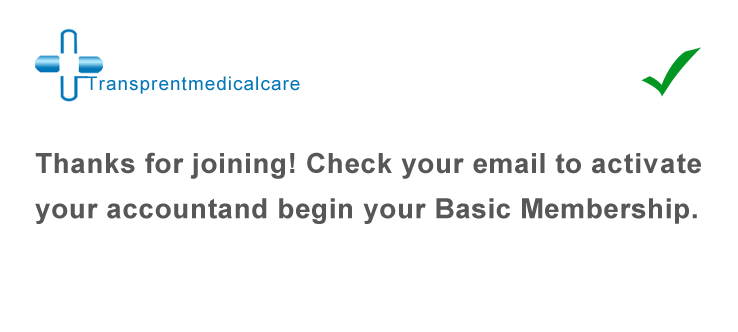 Transprentmedicalcare
Thanks for joining! Check your email to activate
your accountand begin your Basic Membership.